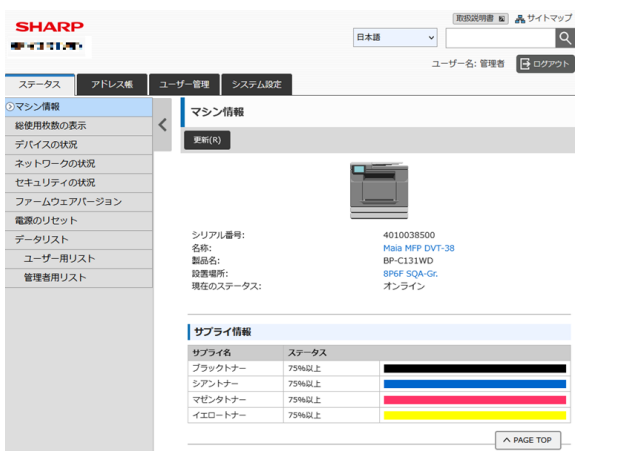 SHARP
取扱説明書
サイトマップ
日本語
ユーザー名: 管理者
ログアウト
ステータス
アドレス帳
ユーザー管理
システム設定
マシン情報
総使用枚数の表示
デバイスの状況
ネットワークの状況
セキュリティの状況
ファームウェアバージョン
電源のリセット
データリスト
ユーザー用リスト
管理者用リスト
マシン情報
更新(R)
シリアル番号: 4010038500
名称: Maia MFP DVT-38
製品名: BP-C131WD
設置場所: 8P6F SQA-Gr.
現在のステータス: オンライン
サプライ情報
サプライ名 ステータス
ブラックトナー 75%以上
シアントナー 75%以上
マゼンタトナー 75%以上
イエロートナー 75%以上
PAGE TOP